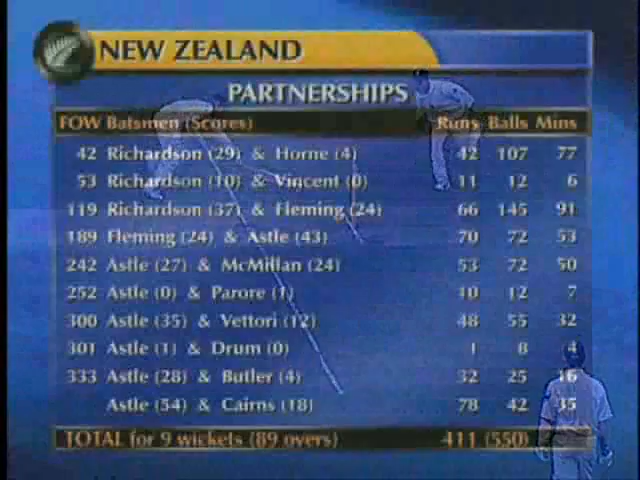 NEW ZEALAND
PARTNERSHIPS
FOW Batsmen (Scores) Runs Balls Mins
42 Richardson (29) & Horne (4) 42 107 77
53 Richardson (10) & Vincent (0) 11 12 6
119 Richardson (37) & Fleming (24) 66 145 91
189 Fleming (24) & Astle (43) 70 72 53
242 Astle (27) & McMillan (24) 53 72 50
252 Astle (0) & Parore (1) 10 12 7
300 Astle (35) & Vettori (12) 48 55 32
301 Astle (1) & Drum (0) 1 8 4
333 Astle (28) & Butler (4) 32 25 16
Astle (54) & Cairns (18) 78 42 35
TOTAL for 9 wickets (89 overs) 411 (550)